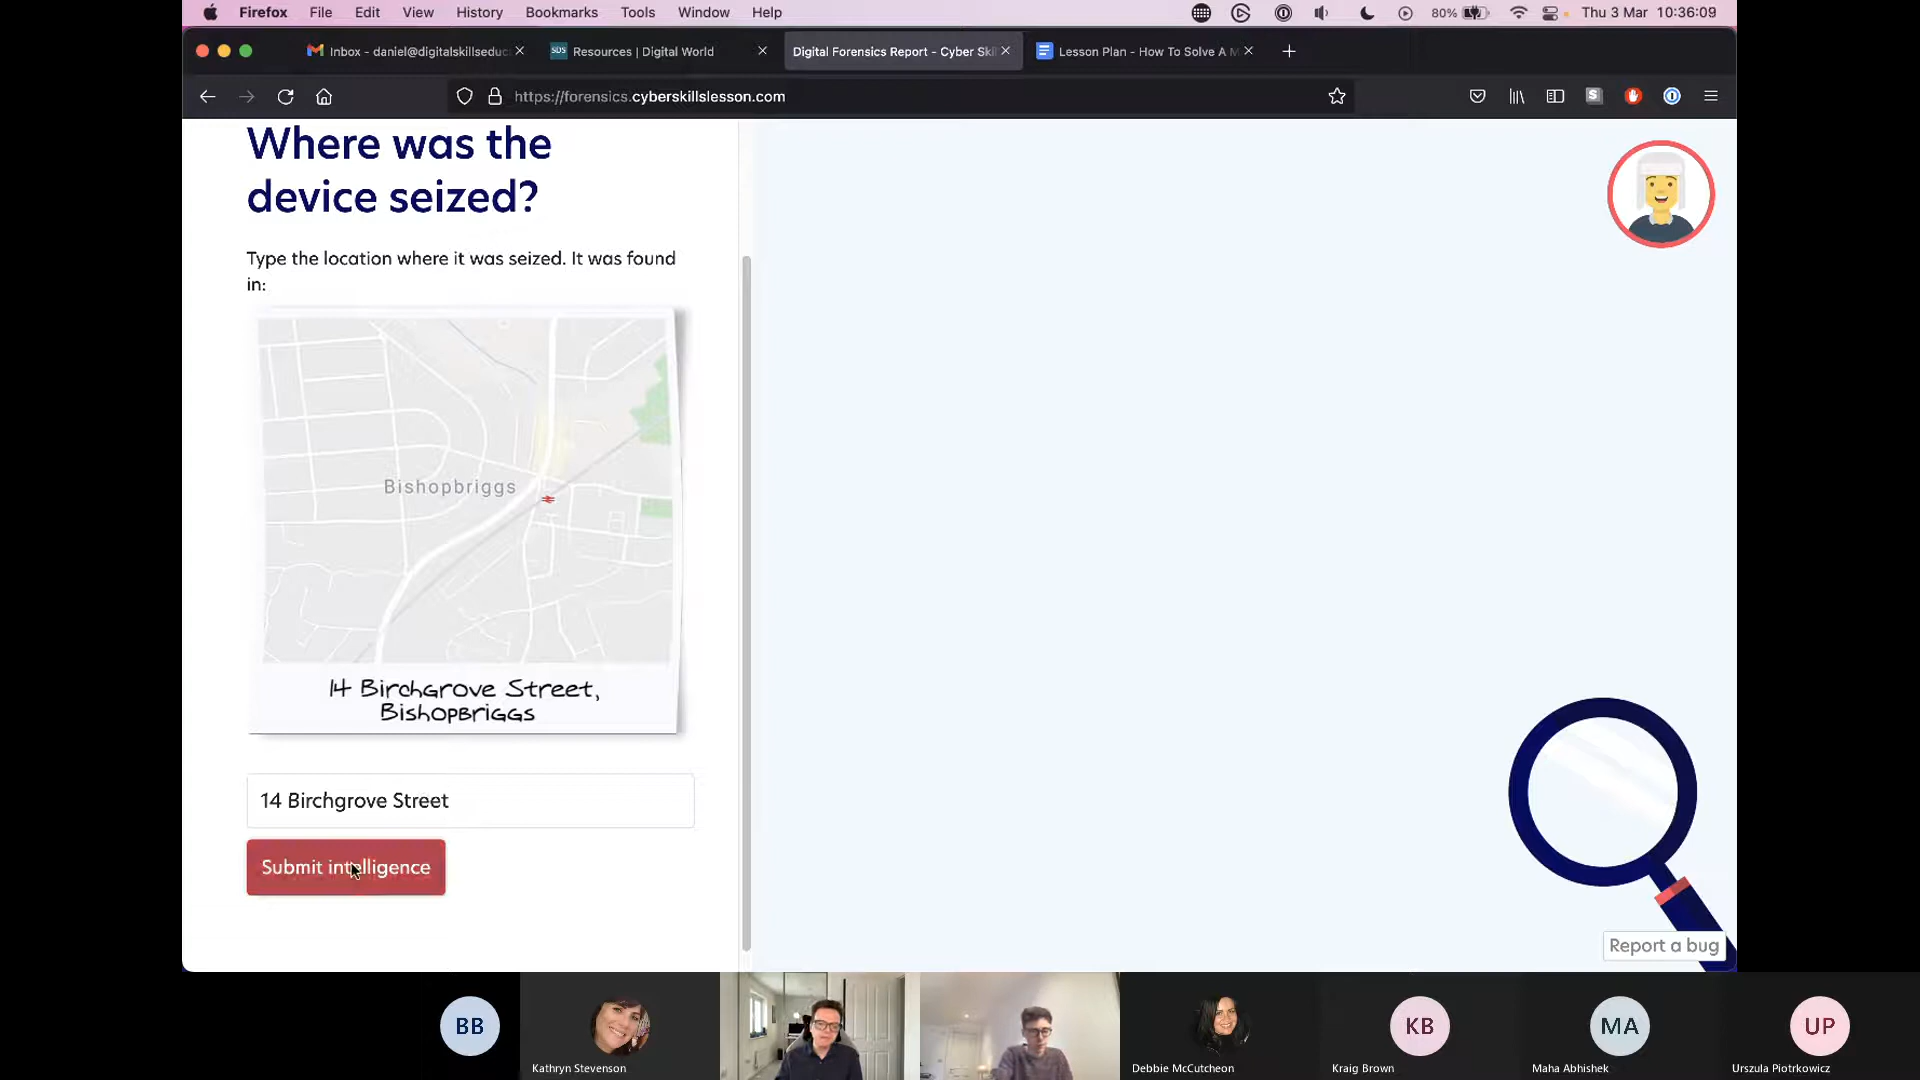 Firefox File Edit View History Bookmarks Tools Window Help 80% Thu 3 Mar 10:36:09
Inbox - daniel@digitalskillseduc
SDS Resources | Digital World
Digital Forensics Report - Cyber Ski
Lesson Plan - How To Solve A M
https://forensics.cyberskillslesson.com
Where was the
device seized?
Type the location where it was seized. It was found
in:
Bishopbriggs
14 Birchgrove Street,
Bishopbriggs
14 Birchgrove Street
Submit intelligence
Report a bug
BB
Kathryn Stevenson
Debbie McCutcheon
KB
Kraig Brown
MA
Maha Abhishek
UP
Urszula Piotrkowicz